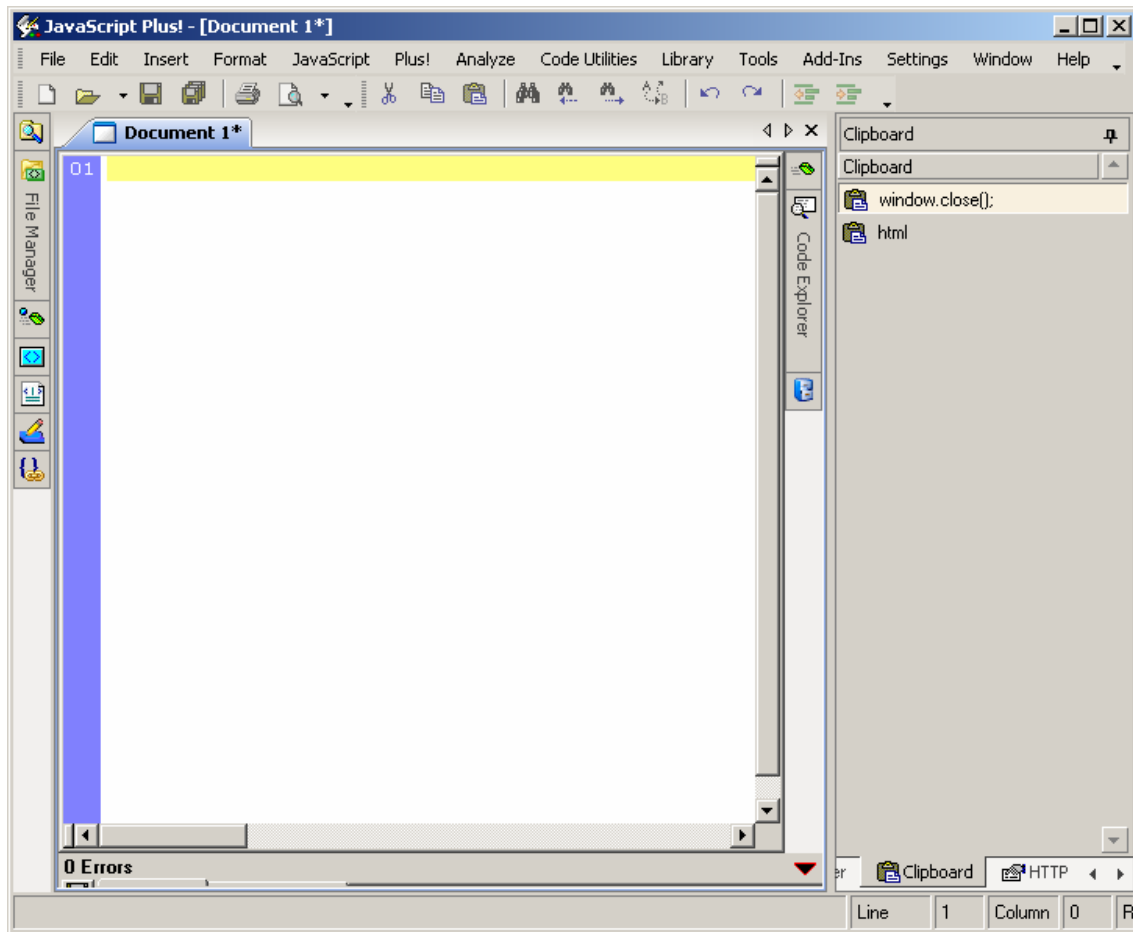 JavaScript Plus! - [Document 1*]
File Edit Insert Format JavaScript Plus! Analyze Code Utilities Library Tools Add-Ins Settings Window Help
Document 1*
Clipboard
Clipboard
01
window.close();
html
File Manager
Code Explorer
0 Errors
er Clipboard HTTP
Line 1 Column 0 R